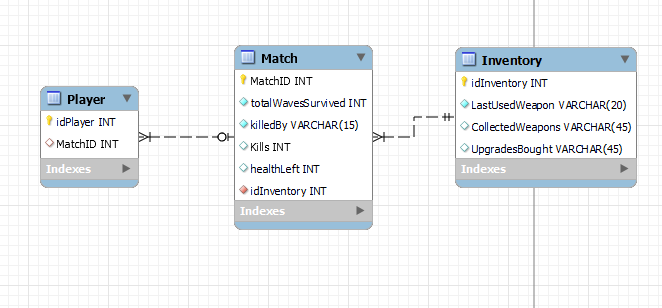 Player
idPlayer INT
MatchID INT
Indexes
Match
MatchID INT
totalWavesSurvived INT
killedBy VARCHAR(15)
Kills INT
healthLeft INT
idInventory INT
Indexes
Inventory
idInventory INT
LastUsedWeapon VARCHAR(20)
CollectedWeapons VARCHAR(45)
UpgradesBought VARCHAR(45)
Indexes